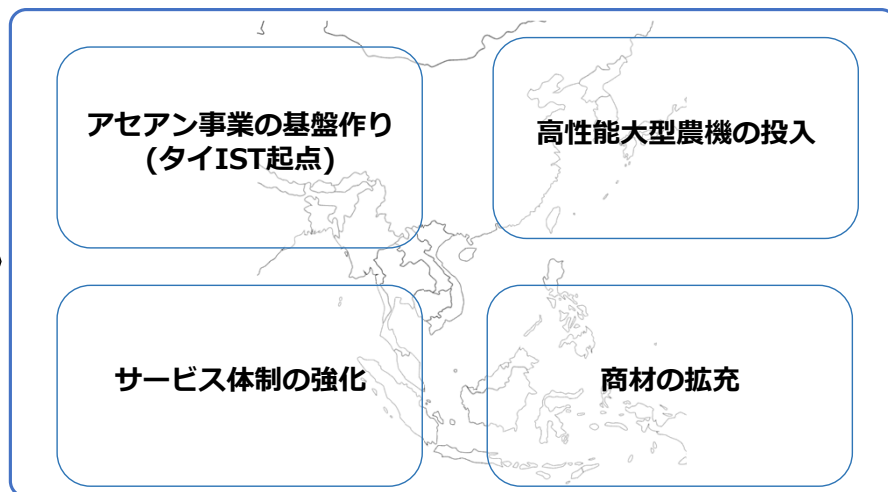 アセアン事業の基盤作り
(タイIST起点)
高性能大型農機の投入
サービス体制の強化
商材の拡充